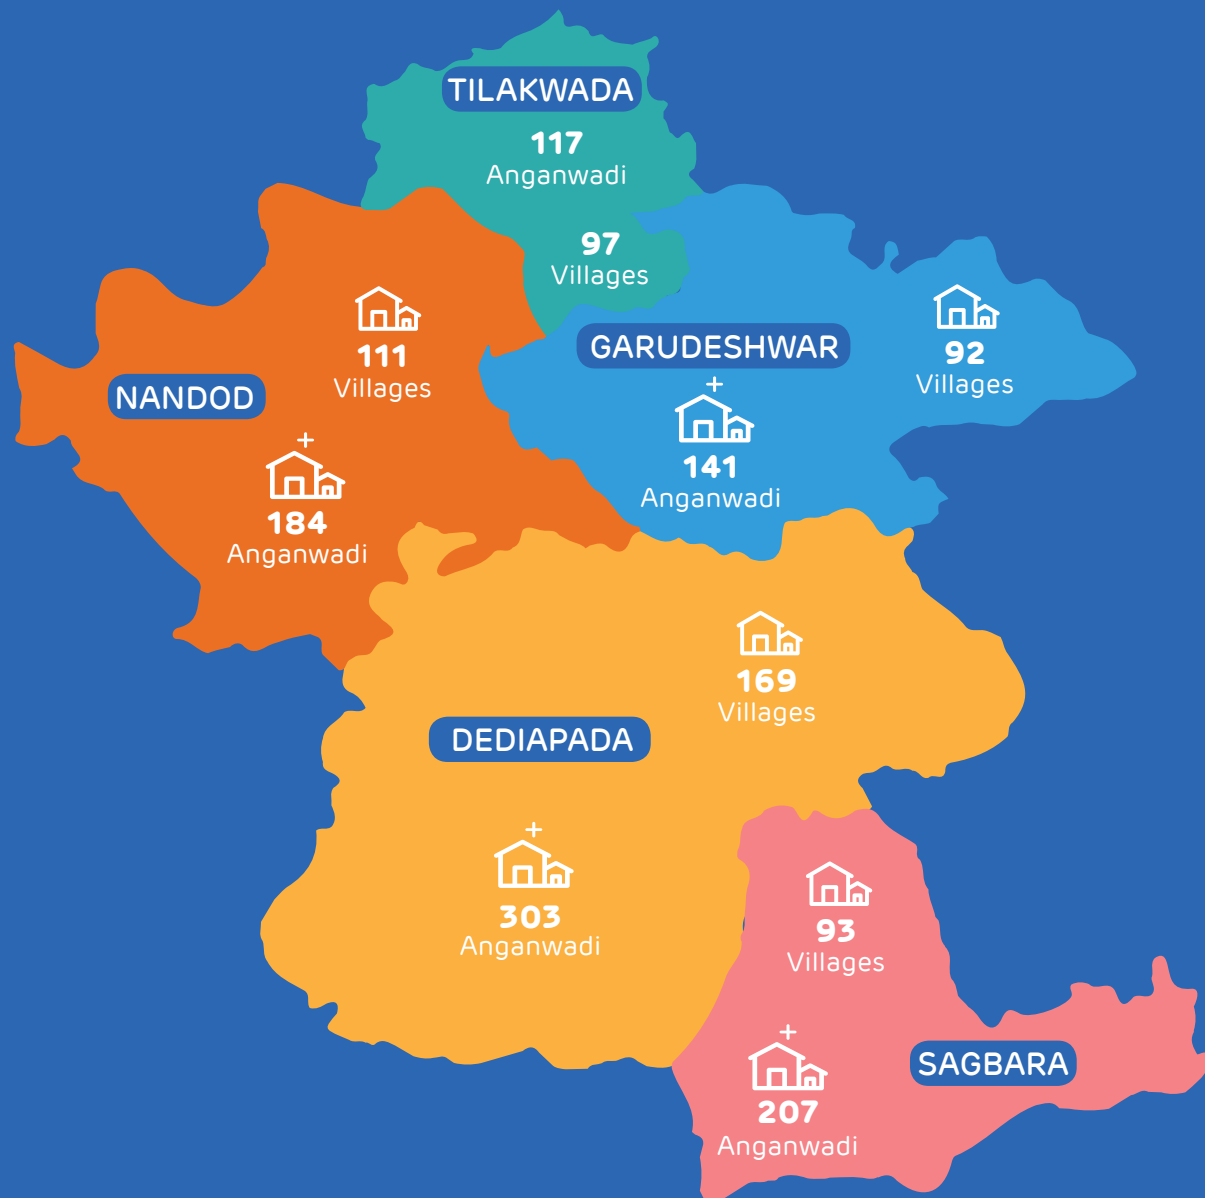 TILAKWADA
117
Anganwadi
97
Villages
111
Villages
NANDOD
184
Anganwadi
GARUDESHWAR
92
Villages
141
Anganwadi
169
Villages
DEDIAPADA
303
Anganwadi
93
Villages
SAGBARA
207
Anganwadi